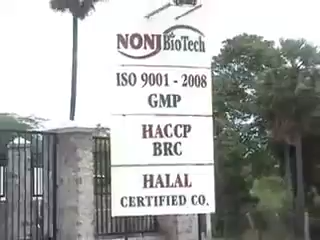 NONI BioTech
ISO 9001 - 2008
GMP
HACCP
BRC
HALAL
CERTIFIED CO.